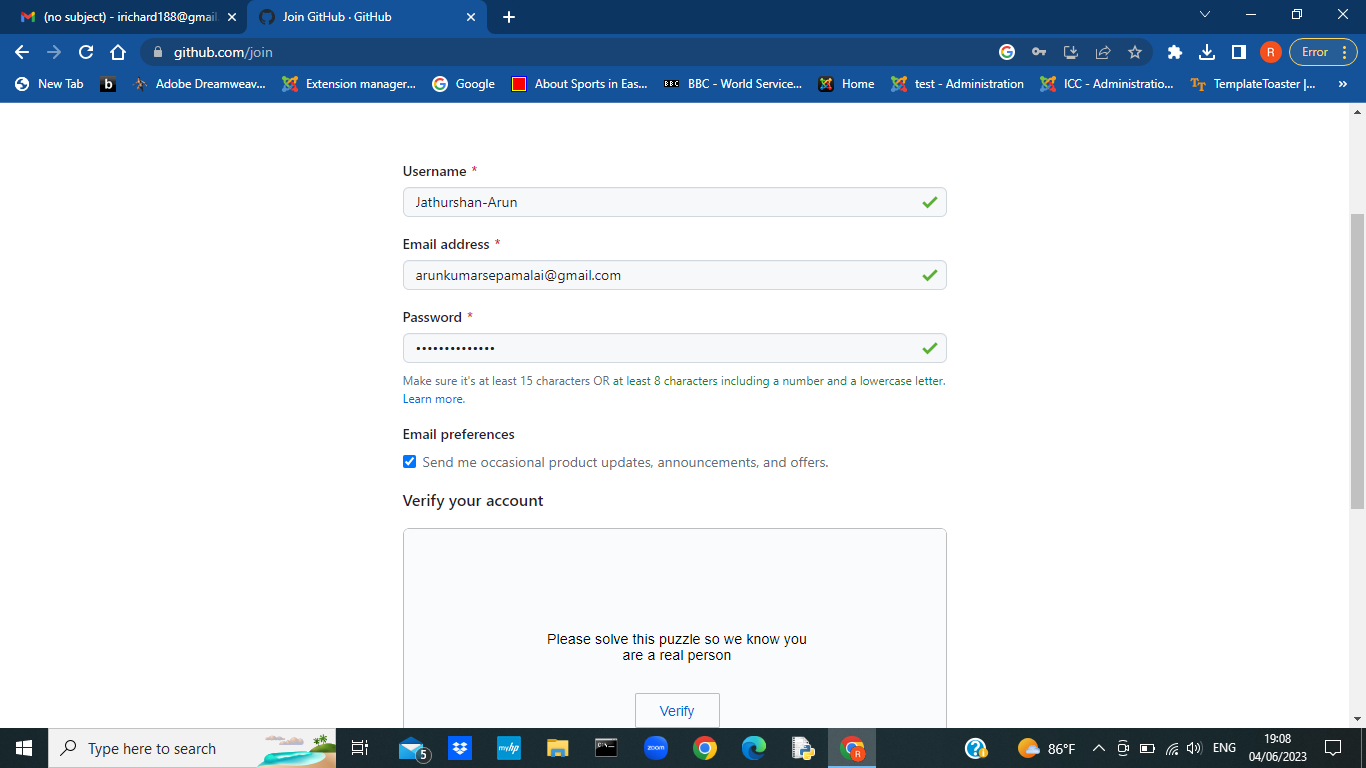 (no subject) - irichard188@gmail.
Join GitHub · GitHub
github.com/join
R
Error
New Tab
b
Adobe Dreamweav...
Extension manager...
Google
About Sports in Eas...
BBC
BBC - World Service...
Home
test - Administration
ICC - Administratio...
TemplateToaster |...
»
Username *
Jathurshan-Arun
Email address *
arunkumarsepamalai@gmail.com
Password *
••••••••••••••
Make sure it's at least 15 characters OR at least 8 characters including a number and a lowercase letter.
Learn more.
Email preferences
Send me occasional product updates, announcements, and offers.
Verify your account
Please solve this puzzle so we know you
are a real person
Verify
Type here to search
5
myhp
zoom
R
86°F
ENG
19:08
04/06/2023